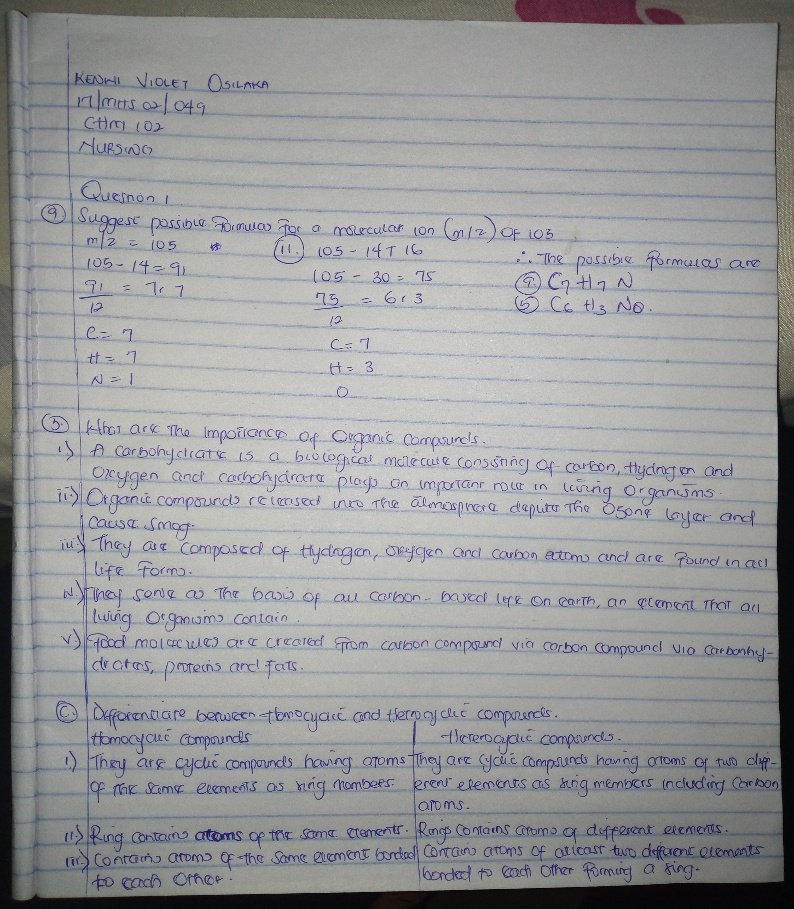 KENWI VIOLET OSILAKA
17/MHS 02/049
CHM 102
NURSING
Question 1
(a) Suggest possible formulas for a molecular ion (m/z) OF 105
m/z = 105
105 - 14 = 91
91/12 = 7r7
C = 7
H = 7
N = 1
(11.) 105 - 14 + 16
105 - 30 = 75
75/12 = 6r3
C = 7
H = 3
O
∴ The possible formulas are
(a) C7 H7 N
(b) C6 H3 NO.
(b.) What are the importance of Organic compounds.
i) A carbohydrate is a biological molecule consisting of carbon, Hydrogen and
Oxygen and carbohydrate plays an important role in living Organisms.
ii) Organic compounds released into the atmosphere deplete the Osone layer and
cause smog.
iii) They are composed of Hydrogen, oxygen and carbon atoms and are found in all
life forms.
iv) They serve as the basis of all carbon-based life on earth, an element that all
living Organisms contain.
v) Food molecules are created from carbon compound via carbon compound via carbonhy-
drates, proteins and fats.
(C) Differentiate between Homocyclic and Heterocyclic compounds.
Homocyclic compounds
i) They are cyclic compounds having atoms
of the same elements as ring members.
ii) Ring contains atoms of the same elements.
iii) Contains atoms of the same element bonded
to each other.
Heterocyclic compounds.
They are cyclic compounds having atoms of two diff-
erent elements as ring members including carbon
atoms.
Rings contains atoms of different elements.
Contains atoms of atleast two different elements
bonded to each other forming a ring.